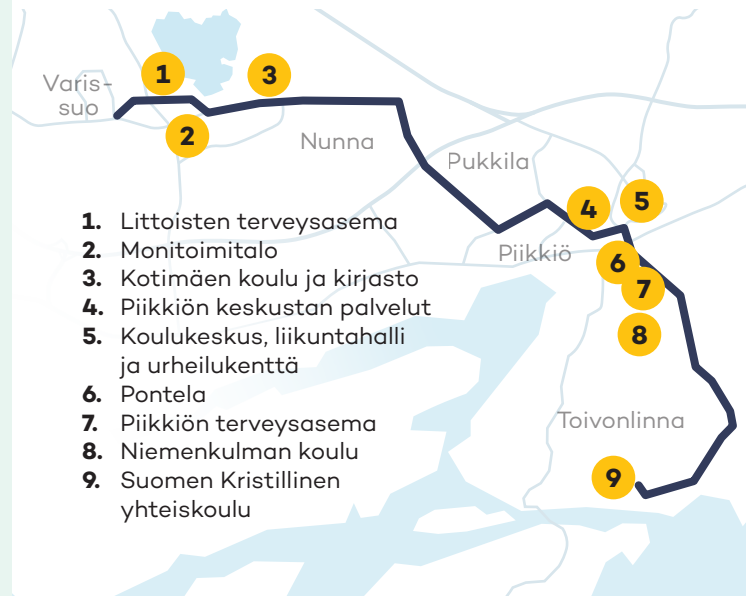 1
3
Varis-
suo
2
Nunna
Pukkila
5
4
Piikkiö
6
7
8
Toivonlinna
9
1. Littoisten terveysasema
2. Monitoimitalo
3. Kotimäen koulu ja kirjasto
4. Piikkiön keskustan palvelut
5. Koulukeskus, liikuntahalli
ja urheilukenttä
6. Pontela
7. Piikkiön terveysasema
8. Niemenkulman koulu
9. Suomen Kristillinen
yhteiskoulu